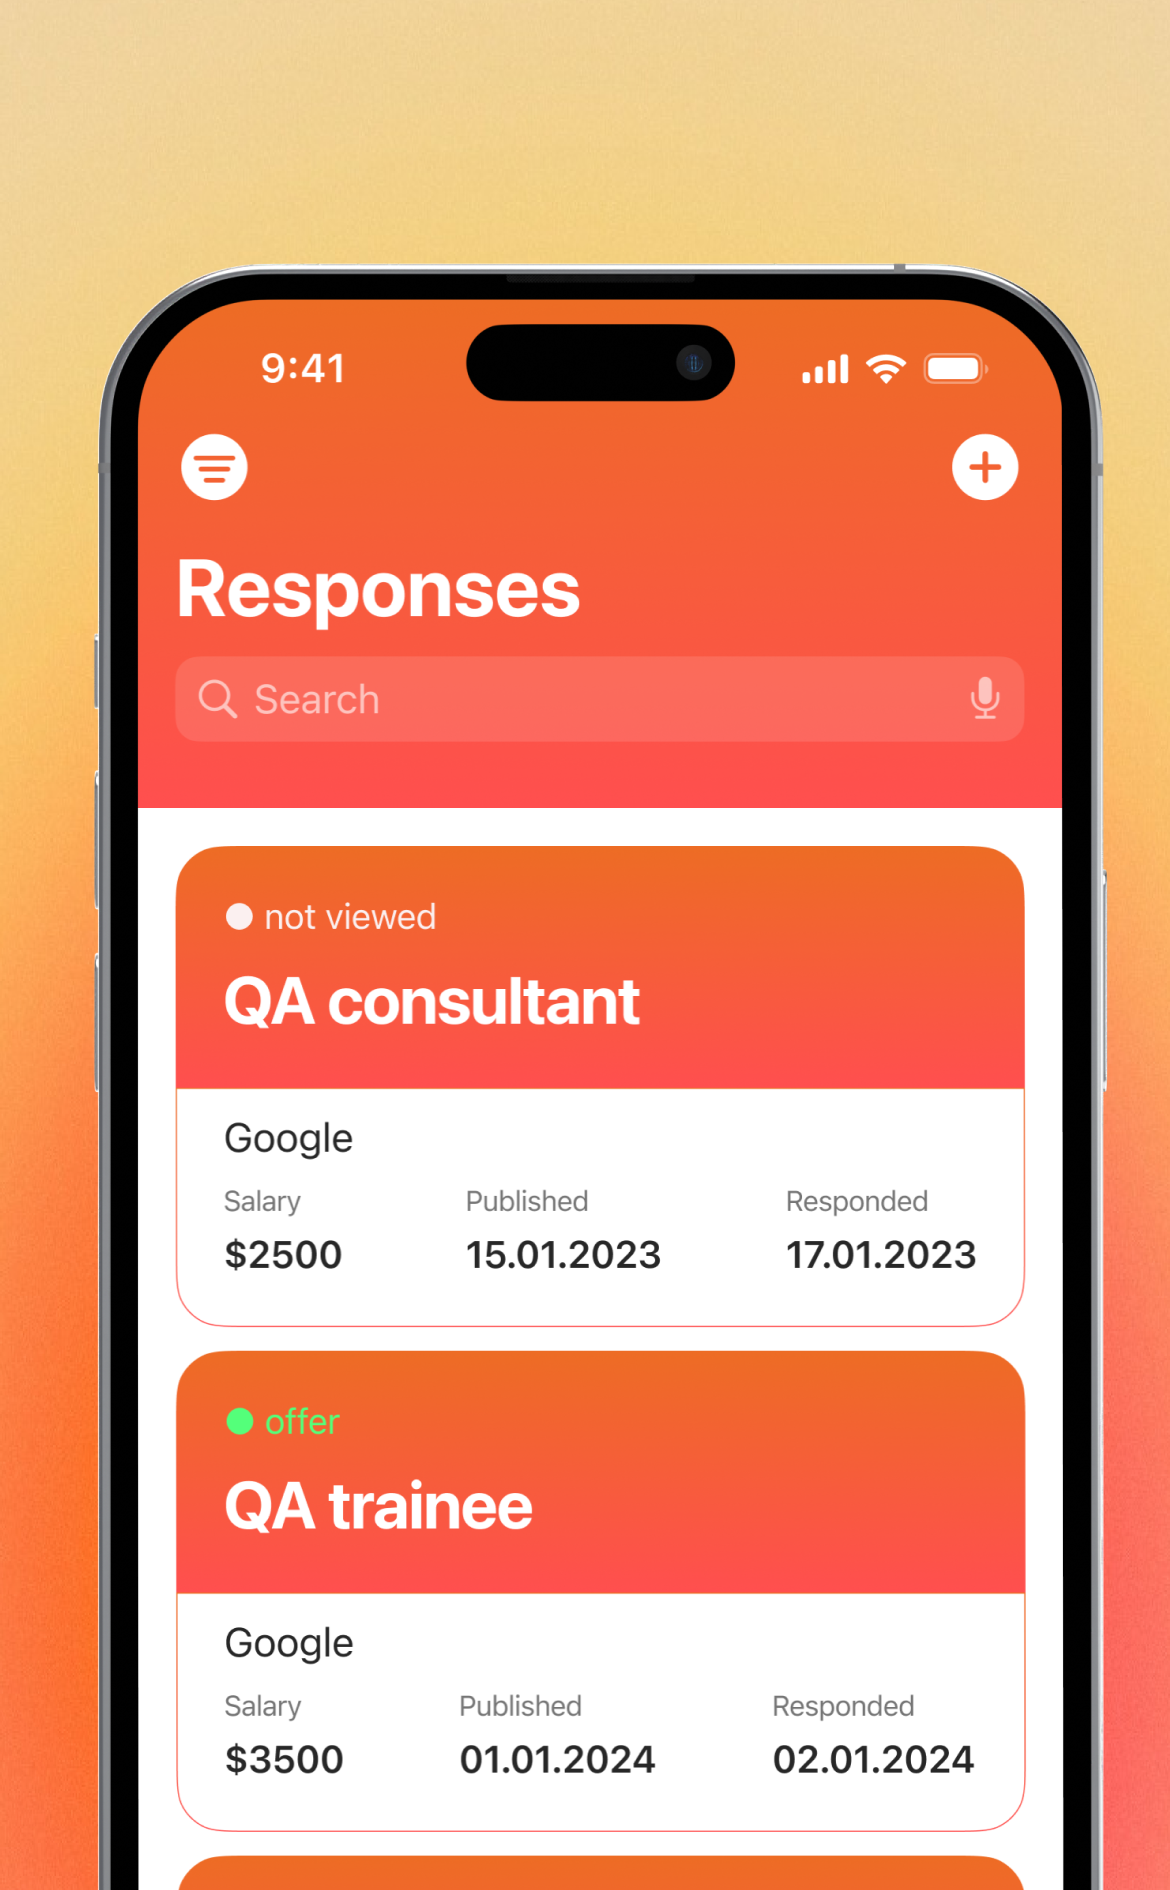 9:41
Responses
Search
not viewed
QA consultant
Google
Salary Published Responded
$2500 15.01.2023 17.01.2023
offer
QA trainee
Google
Salary Published Responded
$3500 01.01.2024 02.01.2024